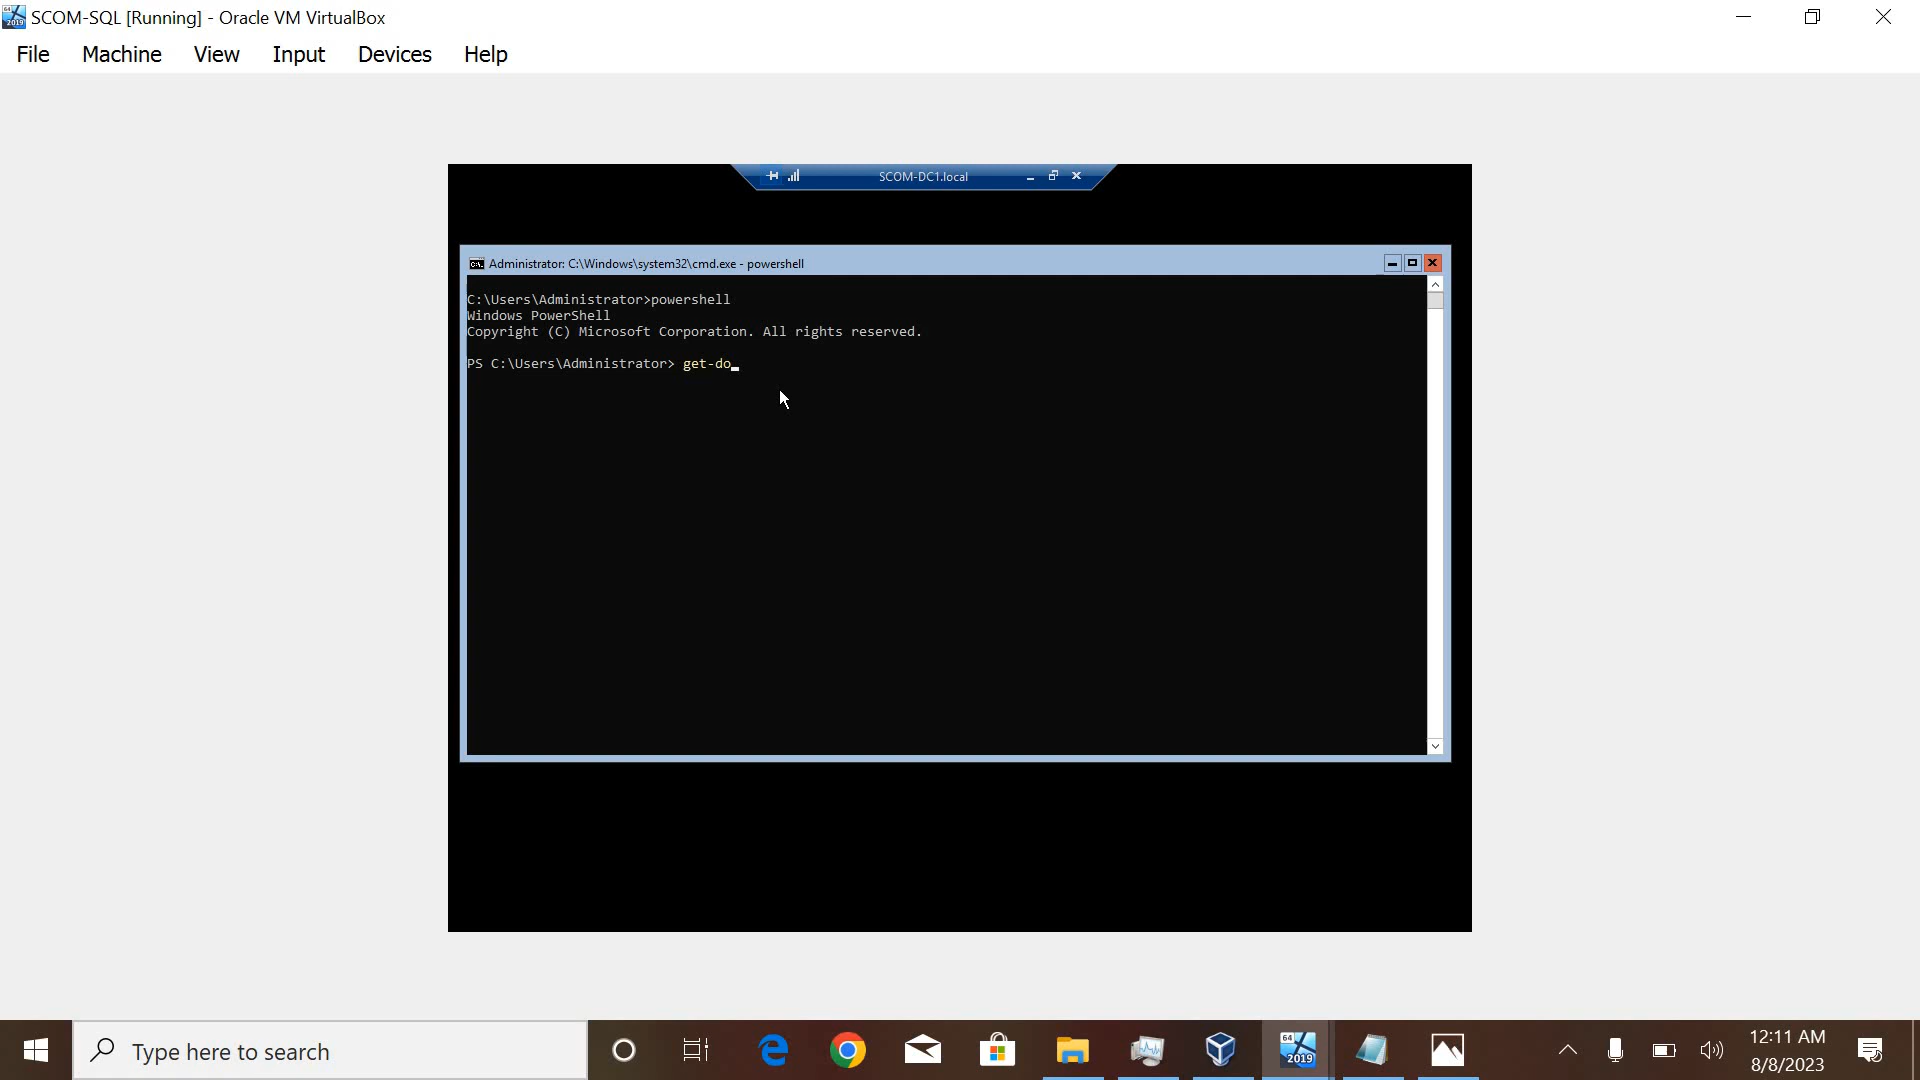 SCOM-SQL [Running] - Oracle VM VirtualBox
File Machine View Input Devices Help
SCOM-DC1.local
Administrator: C:\Windows\system32\cmd.exe - powershell
C:\Users\Administrator>powershell
Windows PowerShell
Copyright (C) Microsoft Corporation. All rights reserved.
PS C:\Users\Administrator> get-do
Type here to search
64
2019
12:11 AM
8/8/2023